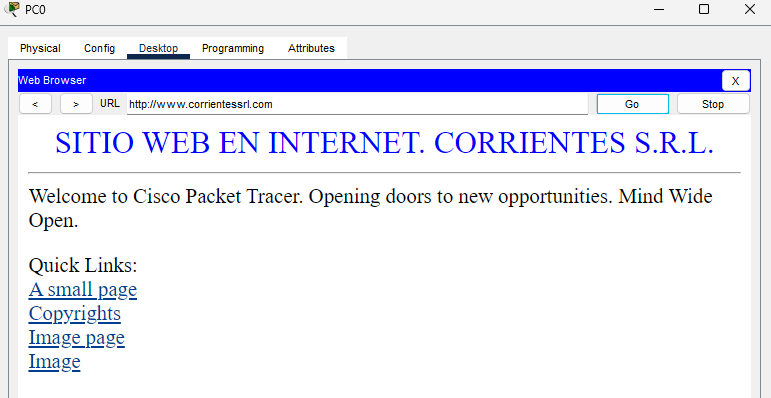 PC0
Physical Config Desktop Programming Attributes
Web Browser X
< > URL http://www.corrientessrl.com Go Stop
SITIO WEB EN INTERNET. CORRIENTES S.R.L.
Welcome to Cisco Packet Tracer. Opening doors to new opportunities. Mind Wide
Open.
Quick Links:
A small page
Copyrights
Image page
Image